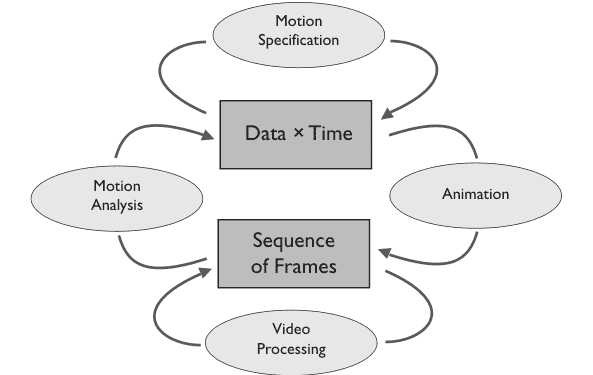 Motion
Specification
Data × Time
Motion
Analysis
Animation
Sequence
of Frames
Video
Processing